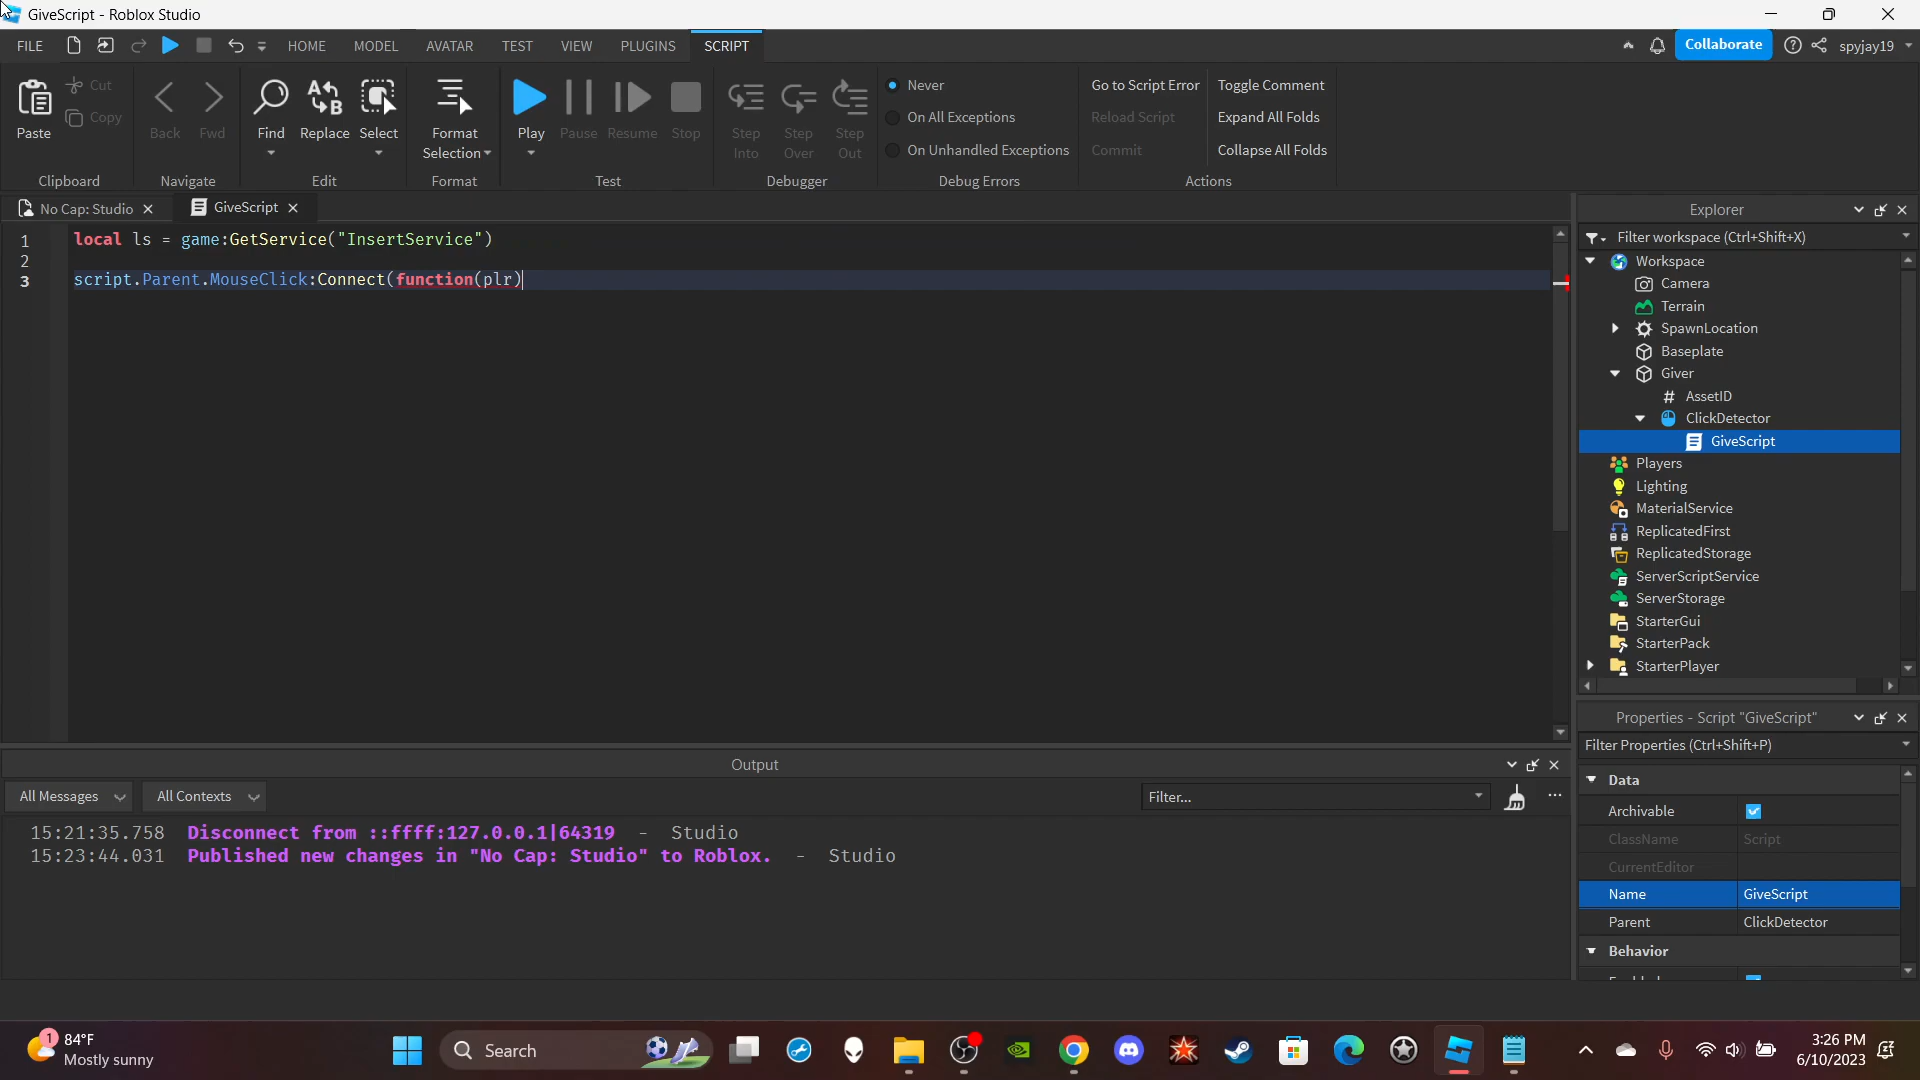 GiveScript - Roblox Studio
FILE HOME MODEL AVATAR TEST VIEW PLUGINS SCRIPT Collaborate spyjay19
Paste Cut Copy
Clipboard
Back Fwd
Navigate
Find Replace Select
Edit
Format Selection
Format
Play Pause Resume Stop
Test
Step Into Step Over Step Out
Debugger
Never
On All Exceptions
On Unhandled Exceptions
Debug Errors
Go to Script Error Toggle Comment
Reload Script Expand All Folds
Commit Collapse All Folds
Actions
No Cap: Studio GiveScript
1 local ls = game:GetService("InsertService")
2
3 script.Parent.MouseClick:Connect(function(plr)
Explorer
Filter workspace (Ctrl+Shift+X)
Workspace
Camera
Terrain
SpawnLocation
Baseplate
Giver
# AssetID
ClickDetector
GiveScript
Players
Lighting
MaterialService
ReplicatedFirst
ReplicatedStorage
ServerScriptService
ServerStorage
StarterGui
StarterPack
StarterPlayer
Properties - Script "GiveScript"
Filter Properties (Ctrl+Shift+P)
Data
Archivable
ClassName Script
CurrentEditor
Name GiveScript
Parent ClickDetector
Behavior
Output
All Messages All Contexts Filter...
15:21:35.758 Disconnect from ::ffff:127.0.0.1|64319 - Studio
15:23:44.031 Published new changes in "No Cap: Studio" to Roblox. - Studio
1 84°F
Mostly sunny
Search
3:26 PM
6/10/2023